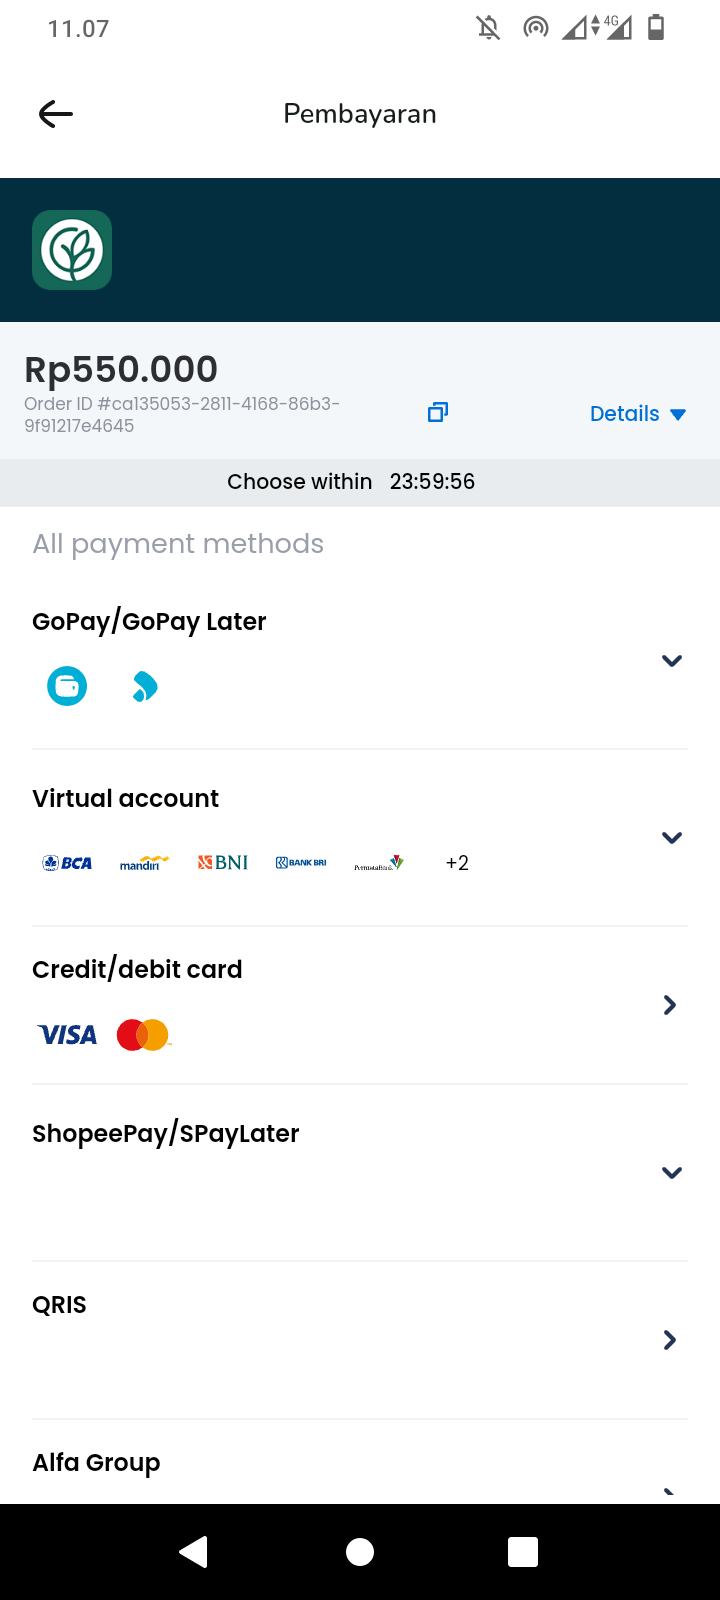 11.07
4G
Pembayaran
Rp550.000
Order ID #ca135053-2811-4168-86b3-
9f91217e4645
Details
Choose within 23:59:56
All payment methods
GoPay/GoPay Later
Virtual account
BCA mandiri BNI BANK BRI PermataBank +2
Credit/debit card
VISA
ShopeePay/SPayLater
QRIS
Alfa Group